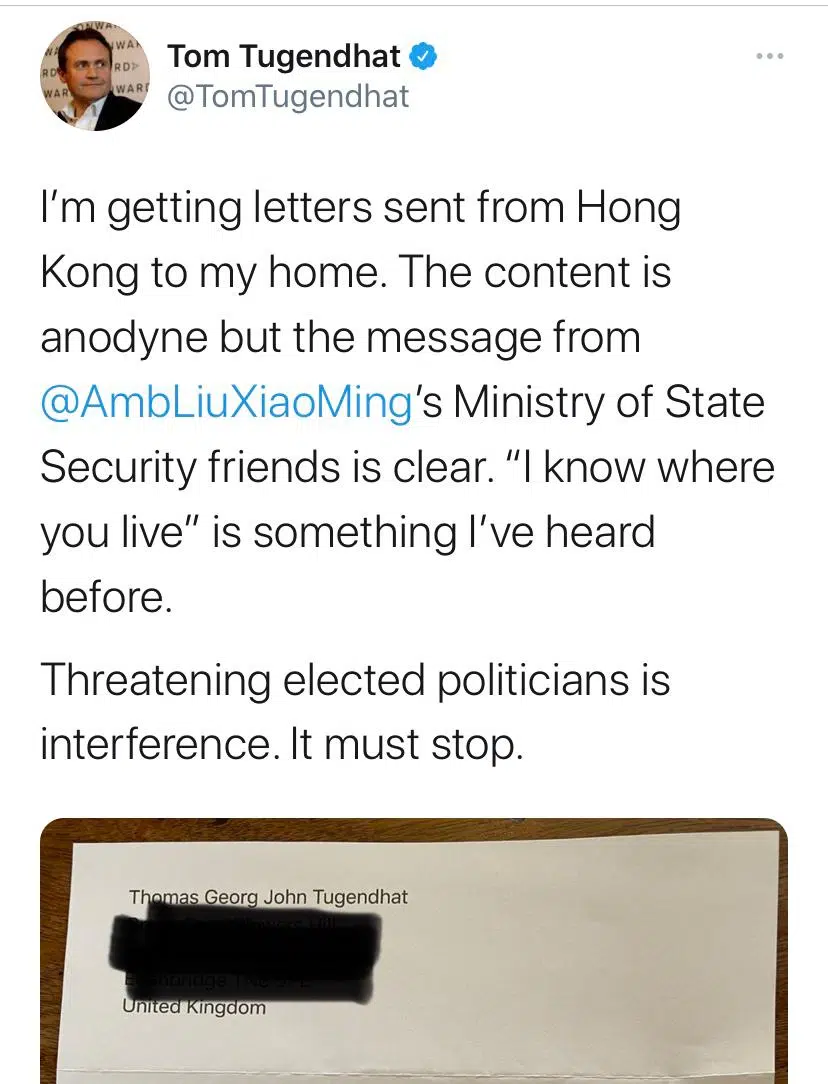 Tom Tugendhat
@TomTugendhat
I’m getting letters sent from Hong
Kong to my home. The content is
anodyne but the message from
@AmbLiuXiaoMing’s Ministry of State
Security friends is clear. “I know where
you live” is something I’ve heard
before.
Threatening elected politicians is
interference. It must stop.
Thomas Georg John Tugendhat
United Kingdom